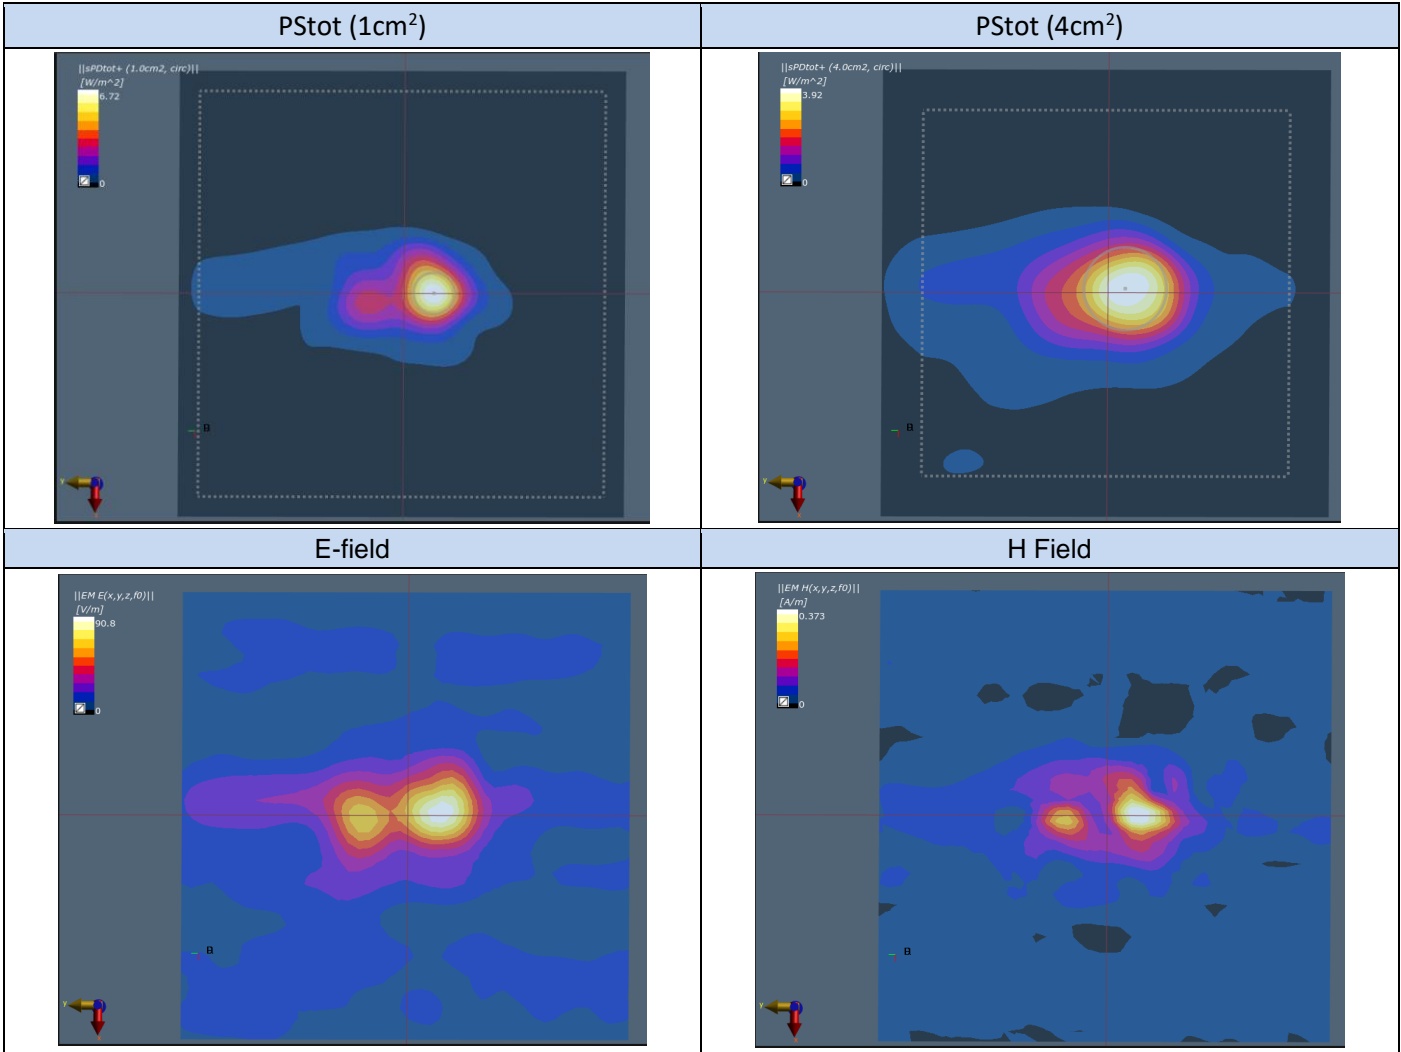 PStot (1cm²)
PStot (4cm²)
||sPDtot+ (1.0cm2, circ)||
[W/m^2]
6.72
0
B
y
||sPDtot+ (4.0cm2, circ)||
[W/m^2]
3.92
0
B
y
E-field
H Field
||EM E(x,y,z,f0)||
[V/m]
90.8
0
B
y
||EM H(x,y,z,f0)||
[A/m]
0.373
0
B
y